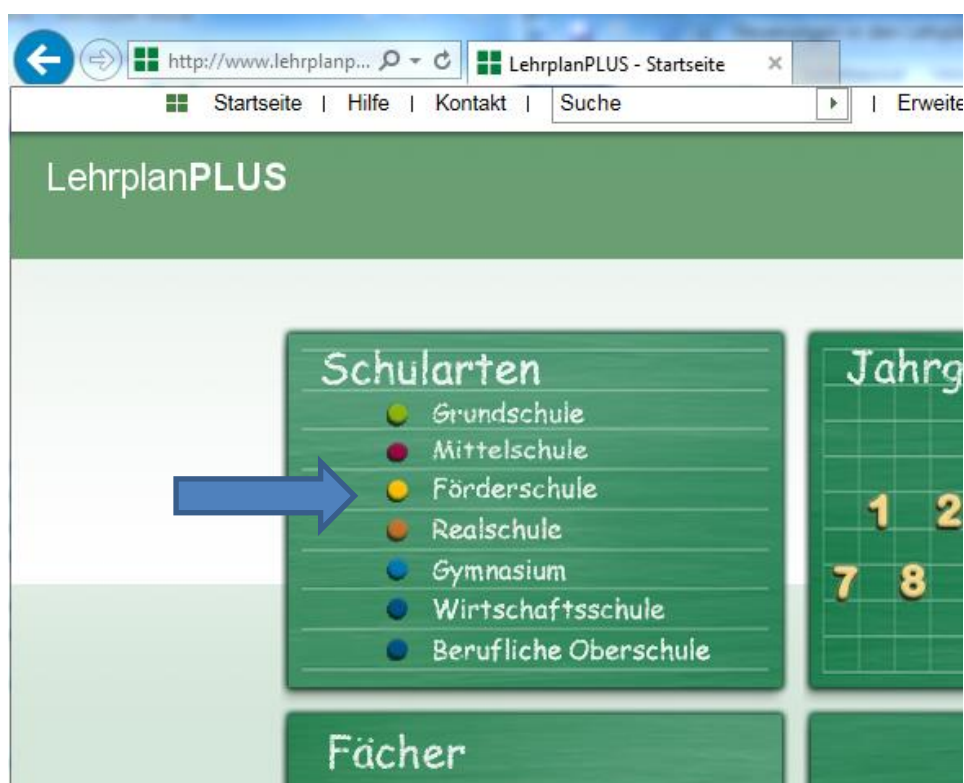 http://www.lehrplanp... LehrplanPLUS - Startseite
Startseite | Hilfe | Kontakt | Suche | Erweite
LehrplanPLUS
Schularten
Grundschule
Mittelschule
Förderschule
Realschule
Gymnasium
Wirtschaftsschule
Berufliche Oberschule
Jahrg
1 2
7 8
Fächer